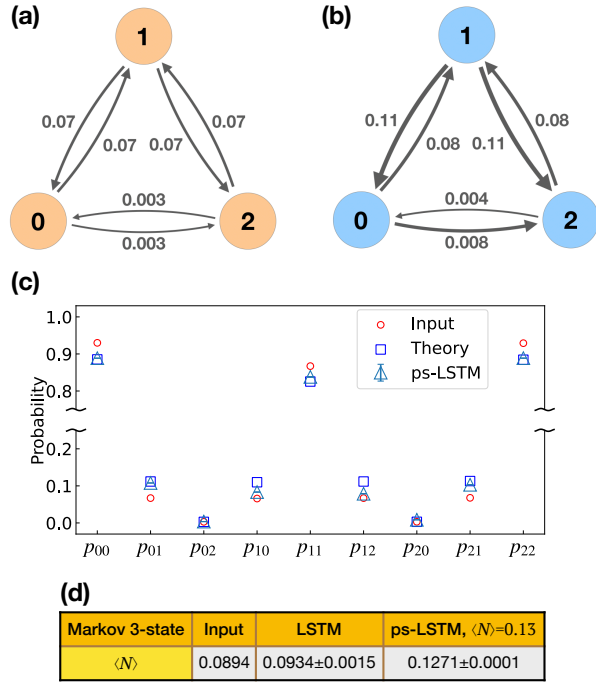 (a)
1
0.07
0.07
0.07
0.07
0.003
0.003
0
2
(b)
1
0.11
0.08
0.11
0.08
0.004
0.008
0
2
(c)
Probability
1.0
0.9
0.8
0.2
0.1
0.0
Input
Theory
ps-LSTM
p00 p01 p02 p10 p11 p12 p20 p21 p22
(d)
Markov 3-state Input LSTM ps-LSTM, ⟨N⟩=0.13
⟨N⟩ 0.0894 0.0934±0.0015 0.1271±0.0001